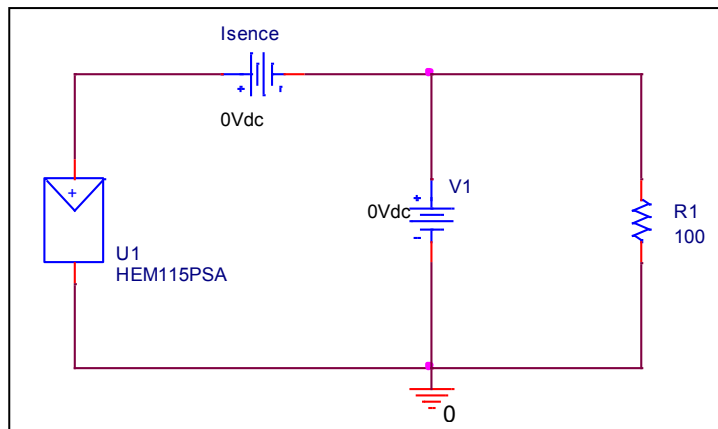 Isence
+
0Vdc
+
U1
HEM115PSA
+
V1
0Vdc
-
R1
100
0